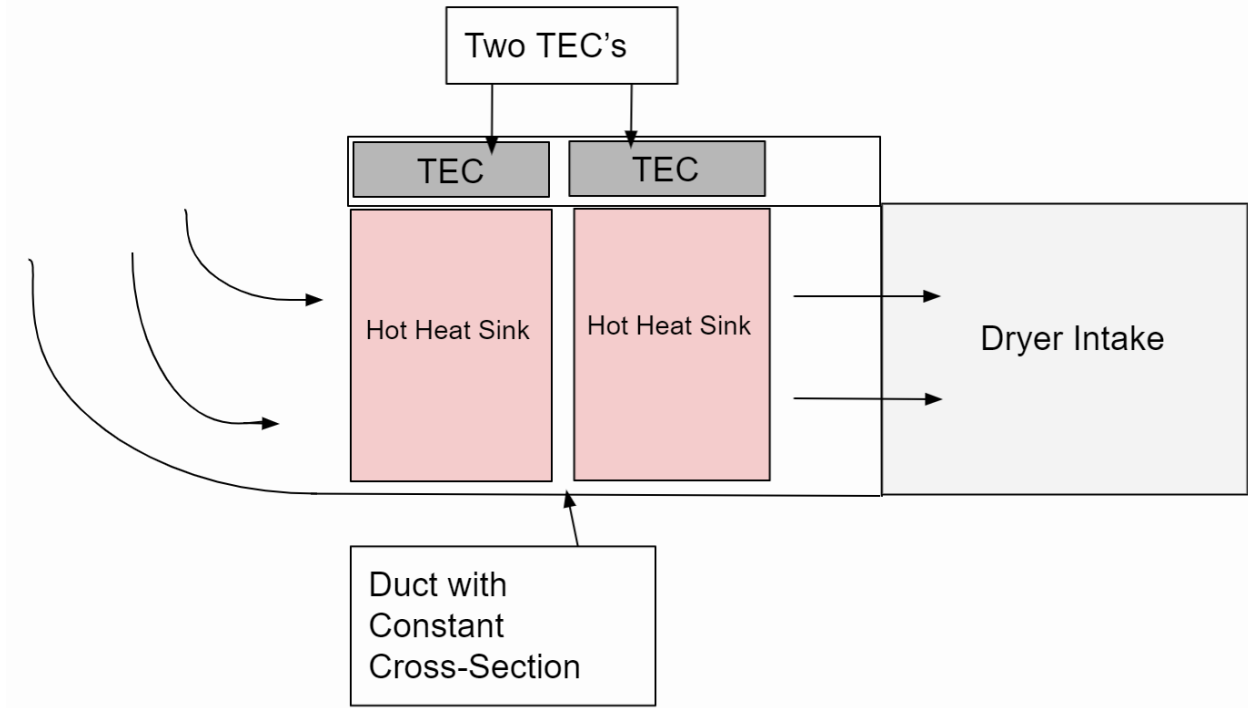 Two TEC’s
TEC
TEC
Hot Heat Sink
Hot Heat Sink
Dryer Intake
Duct with
Constant
Cross-Section